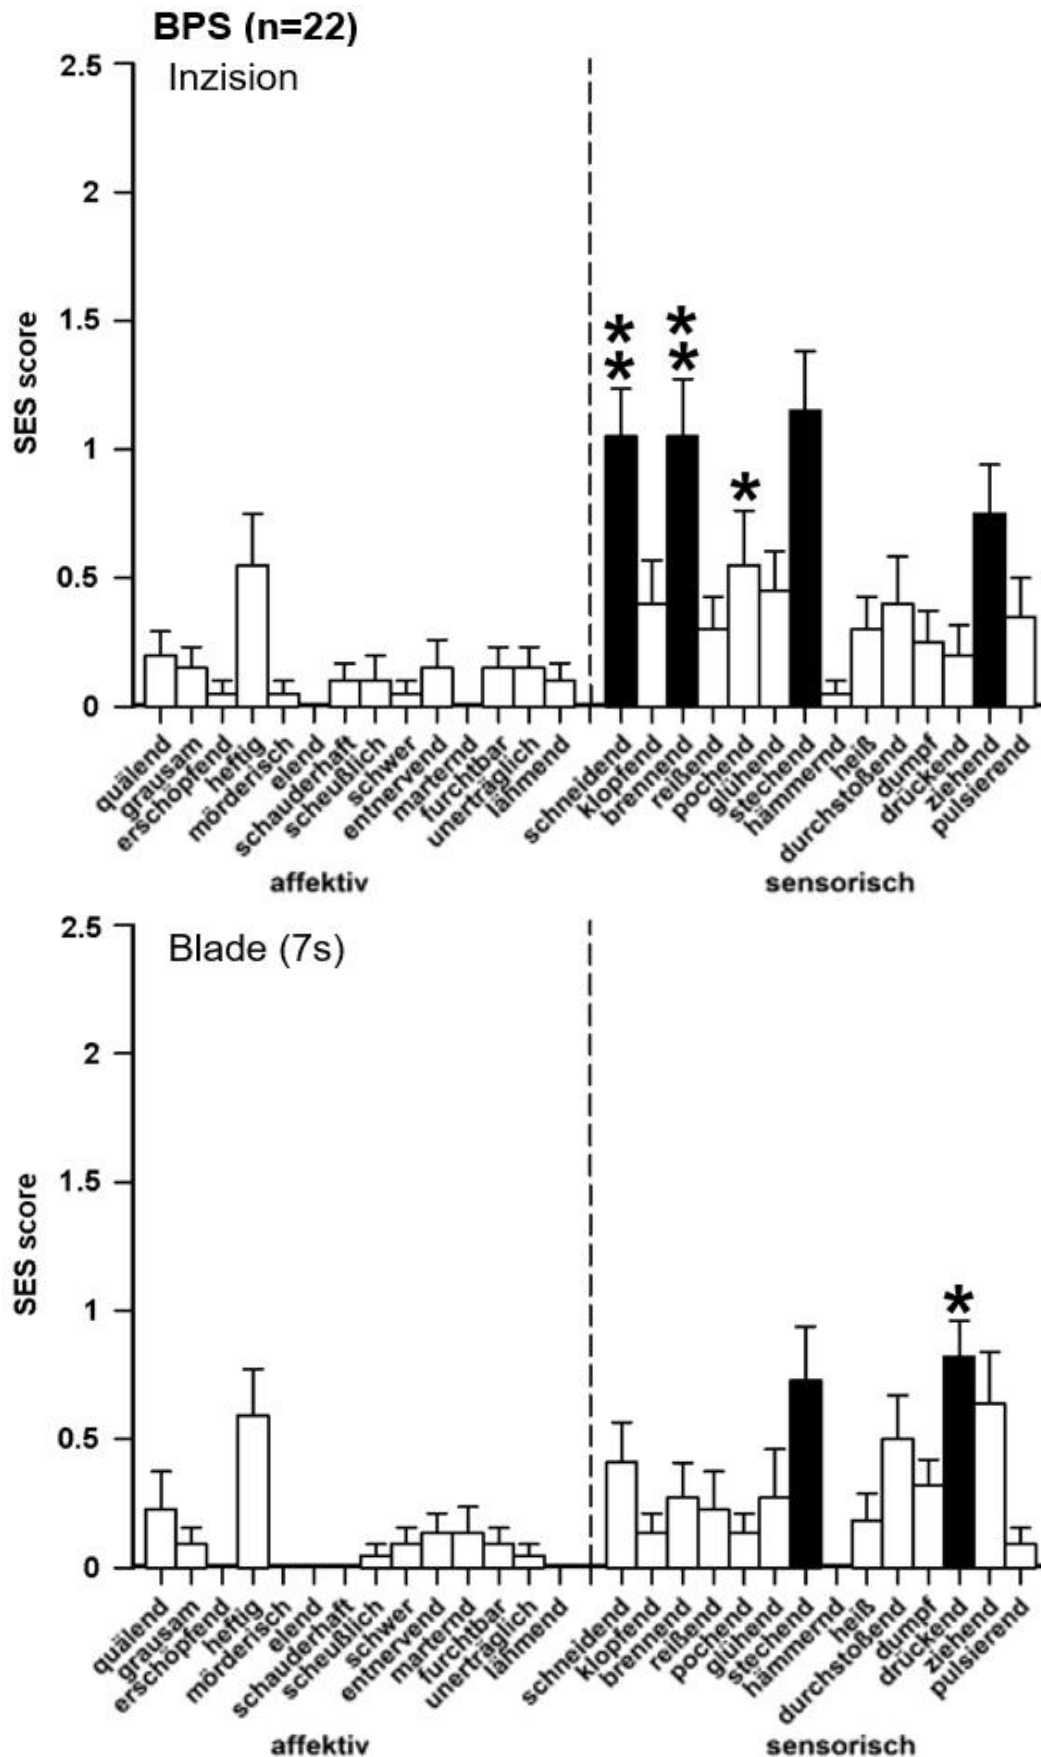 BPS (n=22)
Inzision
2.5
2
1.5
1
0.5
0
SES score
**
**
*
quälend
grausam
erschöpfend
heftig
mörderisch
elend
schauderhaft
scheußlich
schwer
entnervend
marternd
furchtbar
unerträglich
lähmend
schneidend
klopfend
brennend
reißend
pochend
glühend
stechend
hämmernd
heiß
durchstoßend
dumpf
drückend
ziehend
pulsierend
affektiv
sensorisch
Blade (7s)
2.5
2
1.5
1
0.5
0
SES score
*
quälend
grausam
erschöpfend
heftig
mörderisch
elend
schauderhaft
scheußlich
schwer
entnervend
marternd
furchtbar
unerträglich
lähmend
schneidend
klopfend
brennend
reißend
pochend
glühend
stechend
hämmernd
heiß
durchstoßend
dumpf
drückend
ziehend
pulsierend
affektiv
sensorisch